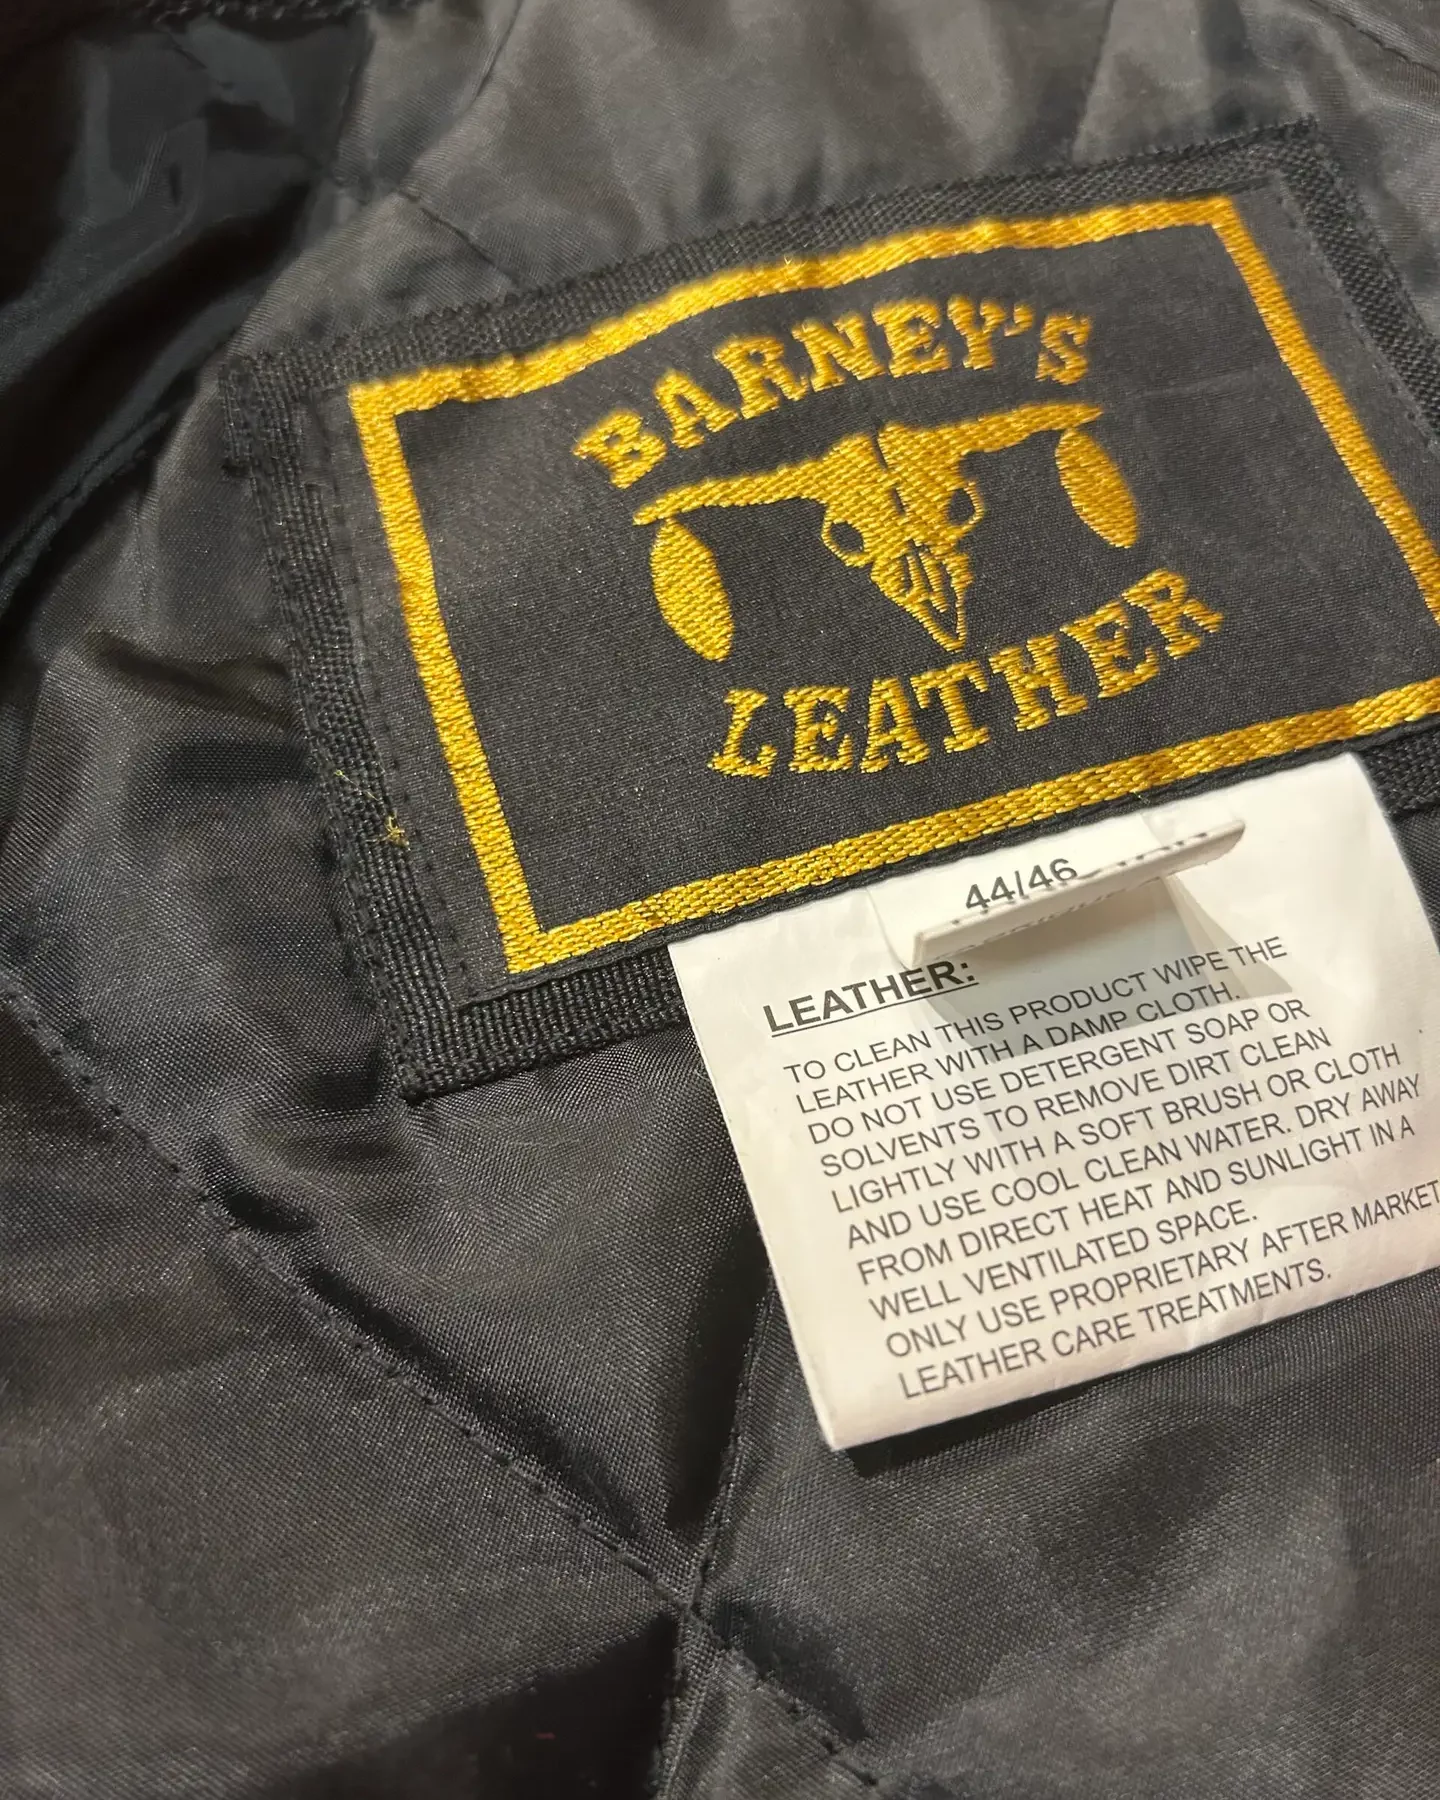 BARNEY'S
LEATHER
44/46
LEATHER:
TO CLEAN THIS PRODUCT WIPE THE
LEATHER WITH A DAMP CLOTH.
DO NOT USE DETERGENT SOAP OR
SOLVENTS TO REMOVE DIRT CLEAN
LIGHTLY WITH A SOFT BRUSH OR CLOTH
AND USE COOL CLEAN WATER. DRY AWAY
FROM DIRECT HEAT AND SUNLIGHT IN A
WELL VENTILATED SPACE.
ONLY USE PROPRIETARY AFTER MARKET
LEATHER CARE TREATMENTS.